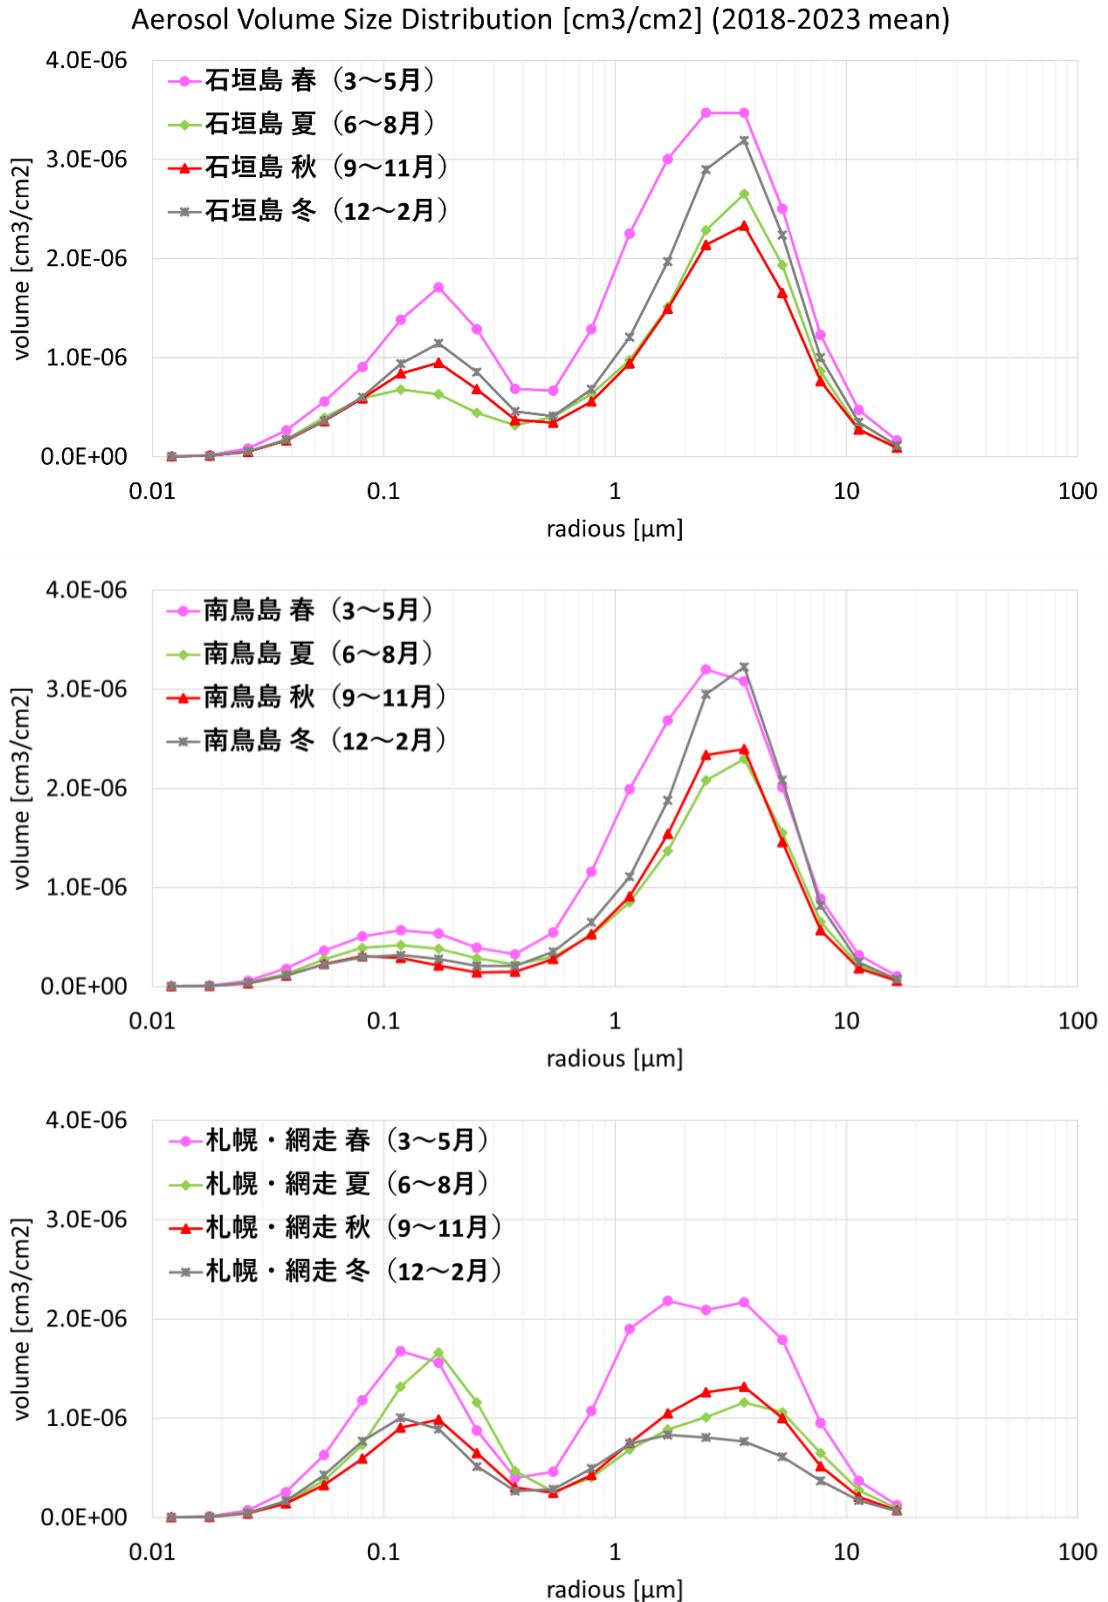 Aerosol Volume Size Distribution [cm3/cm2] (2018-2023 mean)
4.0E-06
3.0E-06
2.0E-06
1.0E-06
0.0E+00
volume [cm3/cm2]
石垣島 春（3～5月）
石垣島 夏（6～8月）
石垣島 秋（9～11月）
石垣島 冬（12～2月）
0.01 0.1 1 10 100
radious [μm]
4.0E-06
3.0E-06
2.0E-06
1.0E-06
0.0E+00
volume [cm3/cm2]
南鳥島 春（3～5月）
南鳥島 夏（6～8月）
南鳥島 秋（9～11月）
南鳥島 冬（12～2月）
0.01 0.1 1 10 100
radious [μm]
4.0E-06
3.0E-06
2.0E-06
1.0E-06
0.0E+00
volume [cm3/cm2]
札幌・網走 春（3～5月）
札幌・網走 夏（6～8月）
札幌・網走 秋（9～11月）
札幌・網走 冬（12～2月）
0.01 0.1 1 10 100
radious [μm]